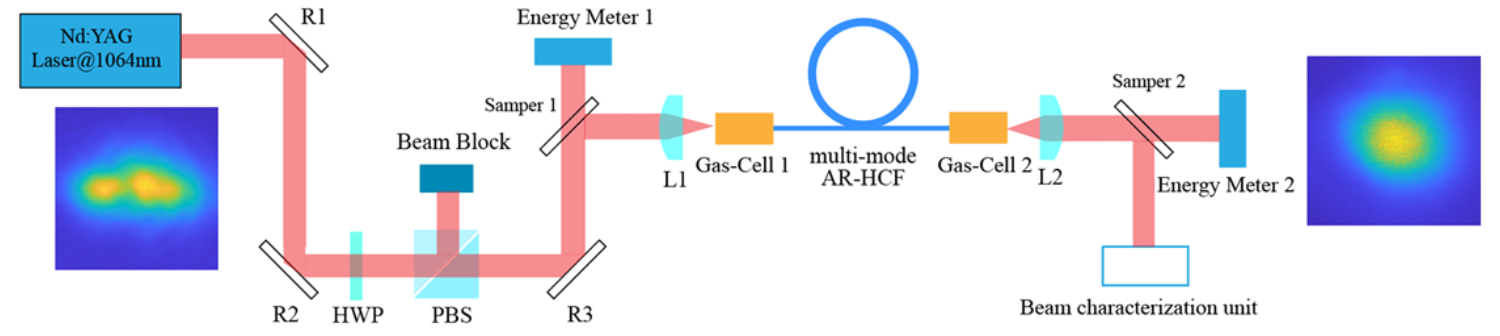 Nd:YAG
Laser@1064nm
R1
Energy Meter 1
Samper 1
Beam Block
L1
Gas-Cell 1
multi-mode
AR-HCF
Gas-Cell 2
L2
Samper 2
Energy Meter 2
R2
HWP
PBS
R3
Beam characterization unit